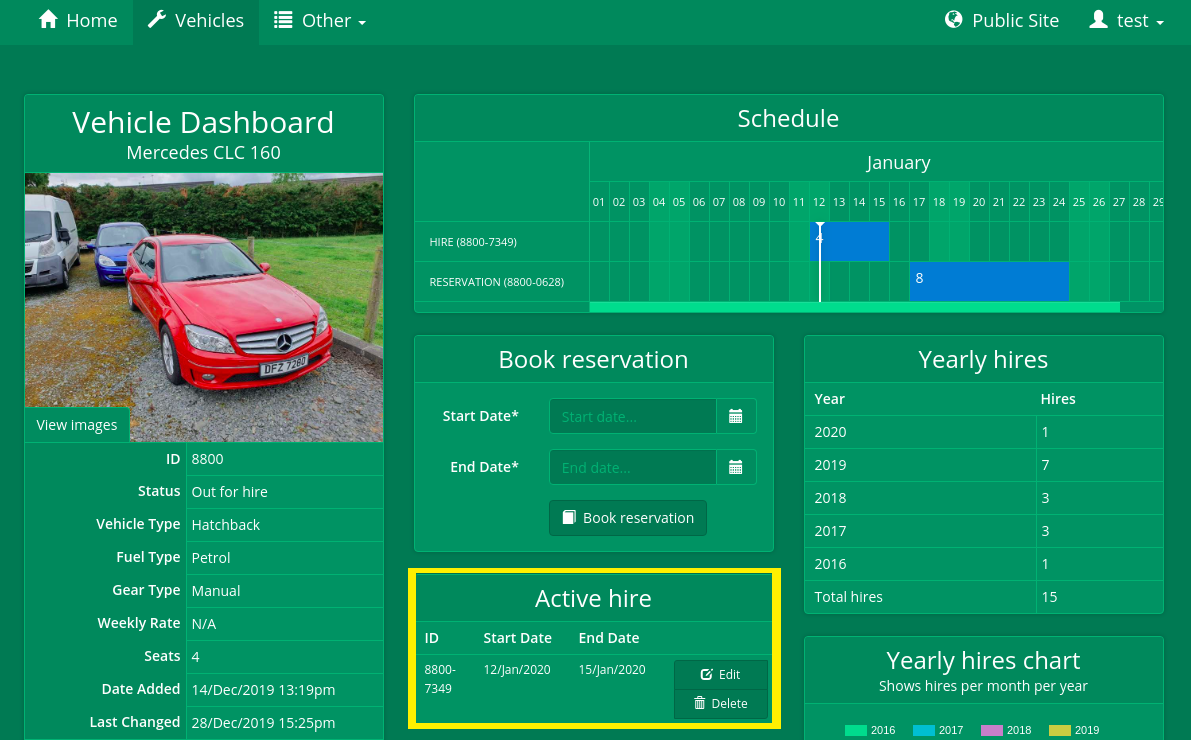 Home Vehicles Other Public Site test
Vehicle Dashboard
Mercedes CLC 160
DFZ 7260
View images
ID 8800
Status Out for hire
Vehicle Type Hatchback
Fuel Type Petrol
Gear Type Manual
Weekly Rate N/A
Seats 4
Date Added 14/Dec/2019 13:19pm
Last Changed 28/Dec/2019 15:25pm
Schedule
January
01 02 03 04 05 06 07 08 09 10 11 12 13 14 15 16 17 18 19 20 21 22 23 24 25 26 27 28 29
HIRE (8800-7349) 4
RESERVATION (8800-0628) 8
Book reservation
Start Date* Start date...
End Date* End date...
Book reservation
Active hire
ID Start Date End Date
8800-
7349 12/Jan/2020 15/Jan/2020
Edit
Delete
Yearly hires
Year Hires
2020 1
2019 7
2018 3
2017 3
2016 1
Total hires 15
Yearly hires chart
Shows hires per month per year
2016 2017 2018 2019